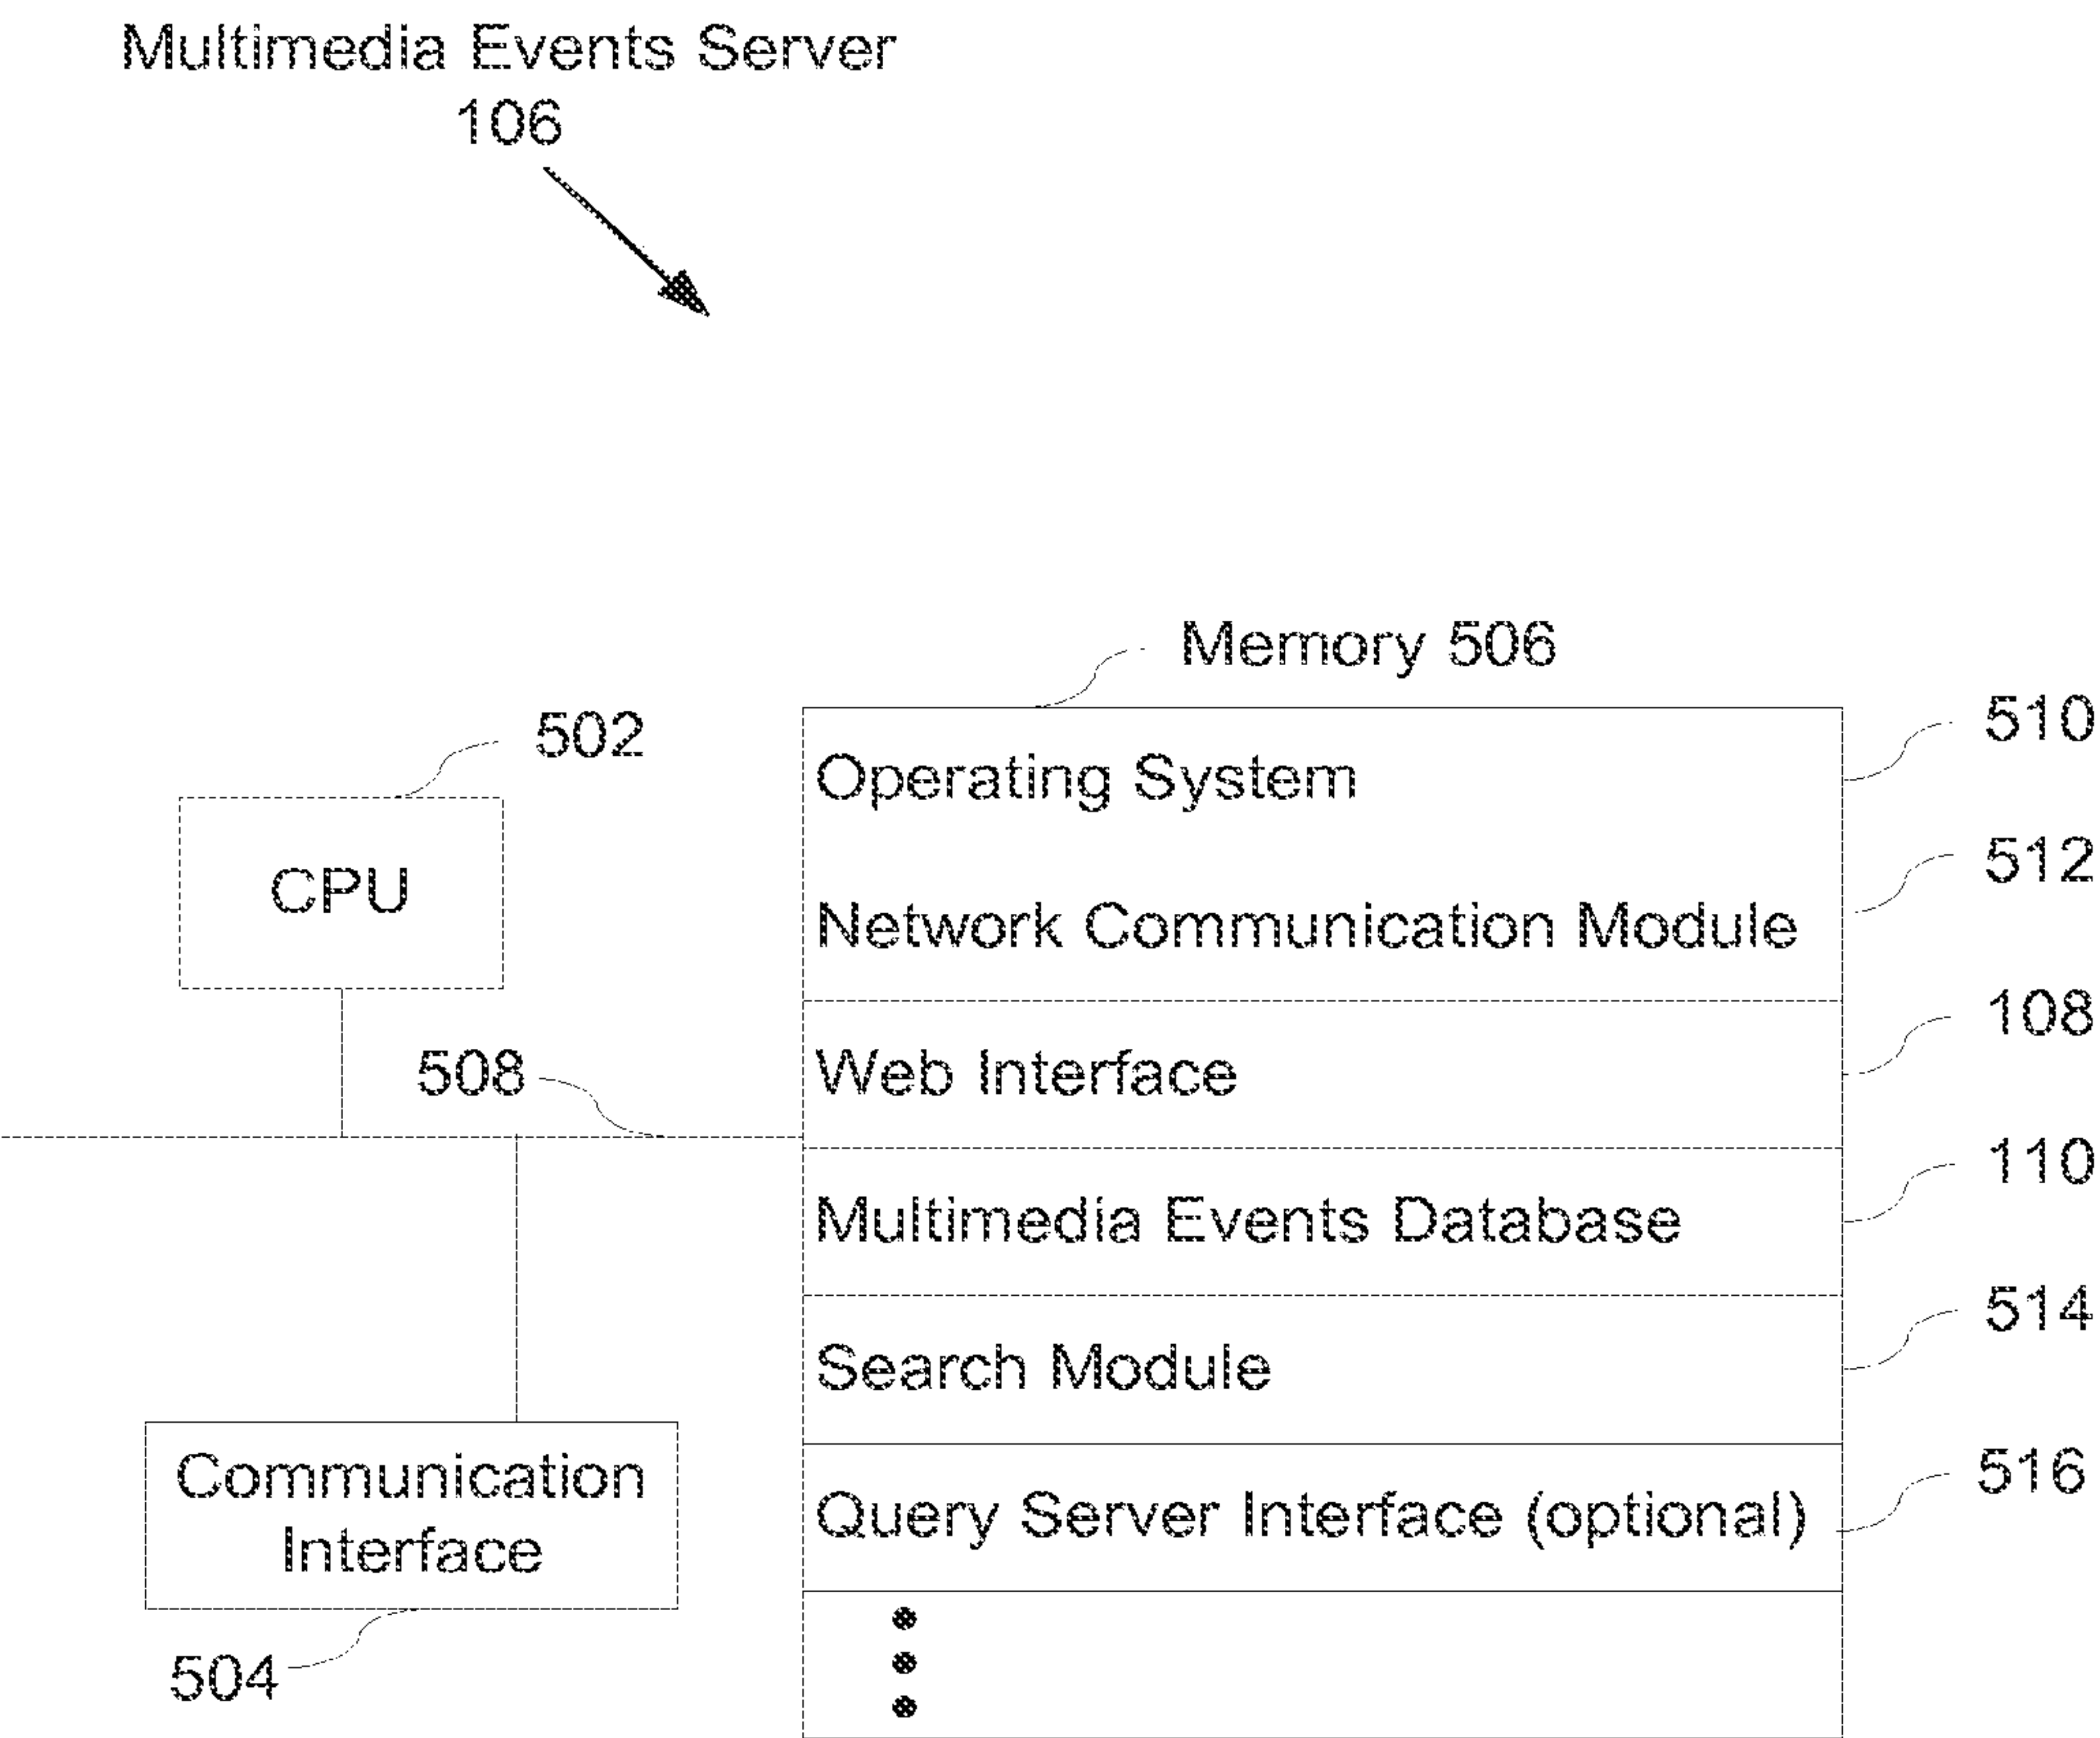 Multimedia Events Server
106
Memory 506
502
510
Operating System
CPU
512
Network Communication Module
108
508
Web Interface
110
Multimedia Events Database
514
Search Module
Communication
Interface
516
Query Server Interface (optional)
504